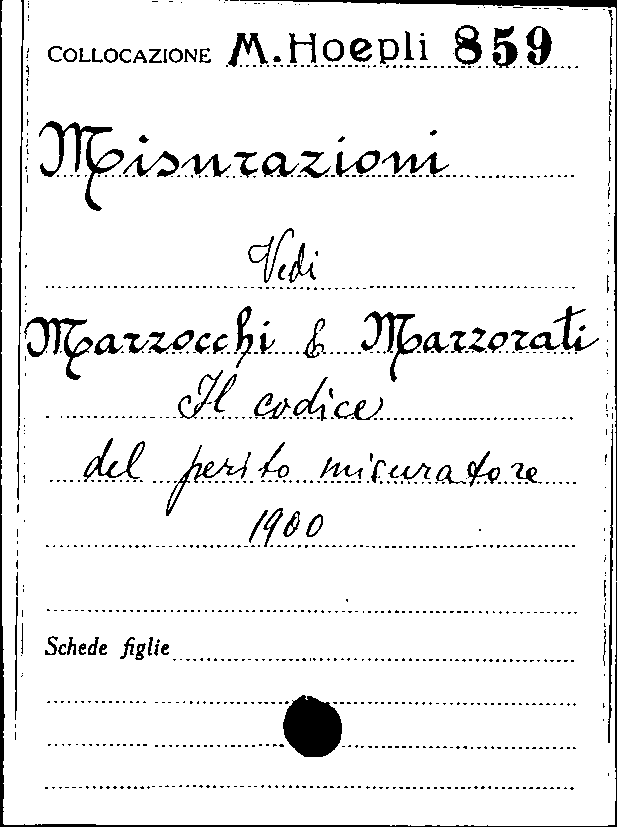 COLLOCAZIONE M. Hoepli 859
Misurazioni
Vedi
Marzocchi & Marzorati
Il codice
del perito misuratore
1900
Schede figlie